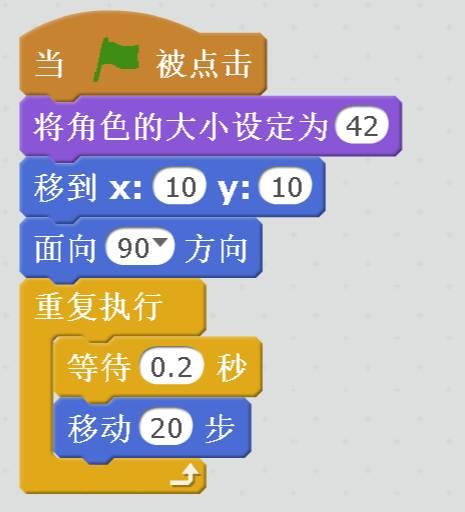 当 被点击
将角色的大小设定为 42
移到 x: 10 y: 10
面向 90 方向
重复执行
等待 0.2 秒
移动 20 步